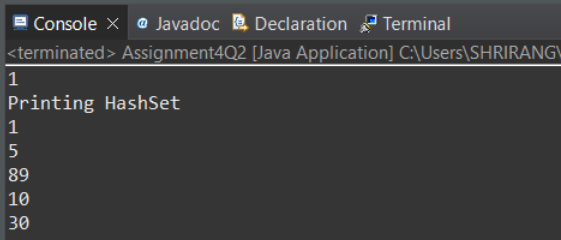 Console × @ Javadoc Declaration Terminal
<terminated> Assignment4Q2 [Java Application] C:\Users\SHRIRANG\
1
Printing HashSet
1
5
89
10
30